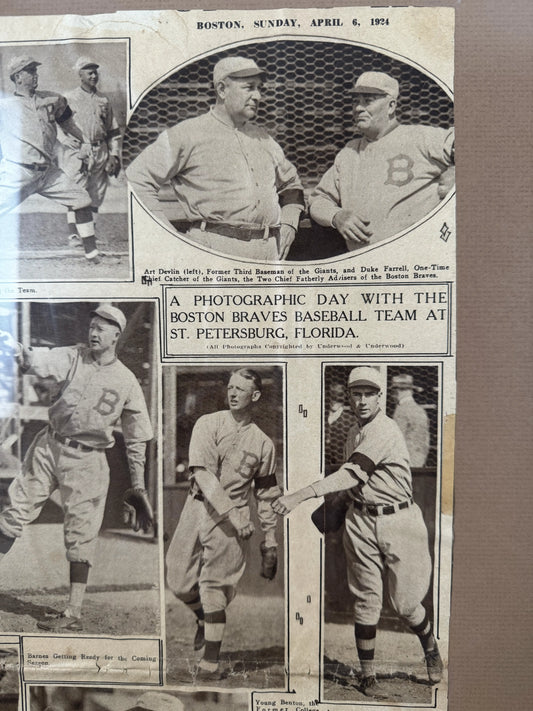 BOSTON, SUNDAY, APRIL 6, 1924
Art Devlin (left), Former Third Baseman of the Giants, and Duke Farrell, One-Time
Chief Catcher of the Giants, the Two Chief Fatherly Advisers of the Boston Braves.
the Team.
A PHOTOGRAPHIC DAY WITH THE
BOSTON BRAVES BASEBALL TEAM AT
ST. PETERSBURG, FLORIDA.
(All Photographs Copyrighted by Underwood & Underwood)
B
B
B
Barnes Getting Ready for the Coming
Season.
Young Benton, the
Former College